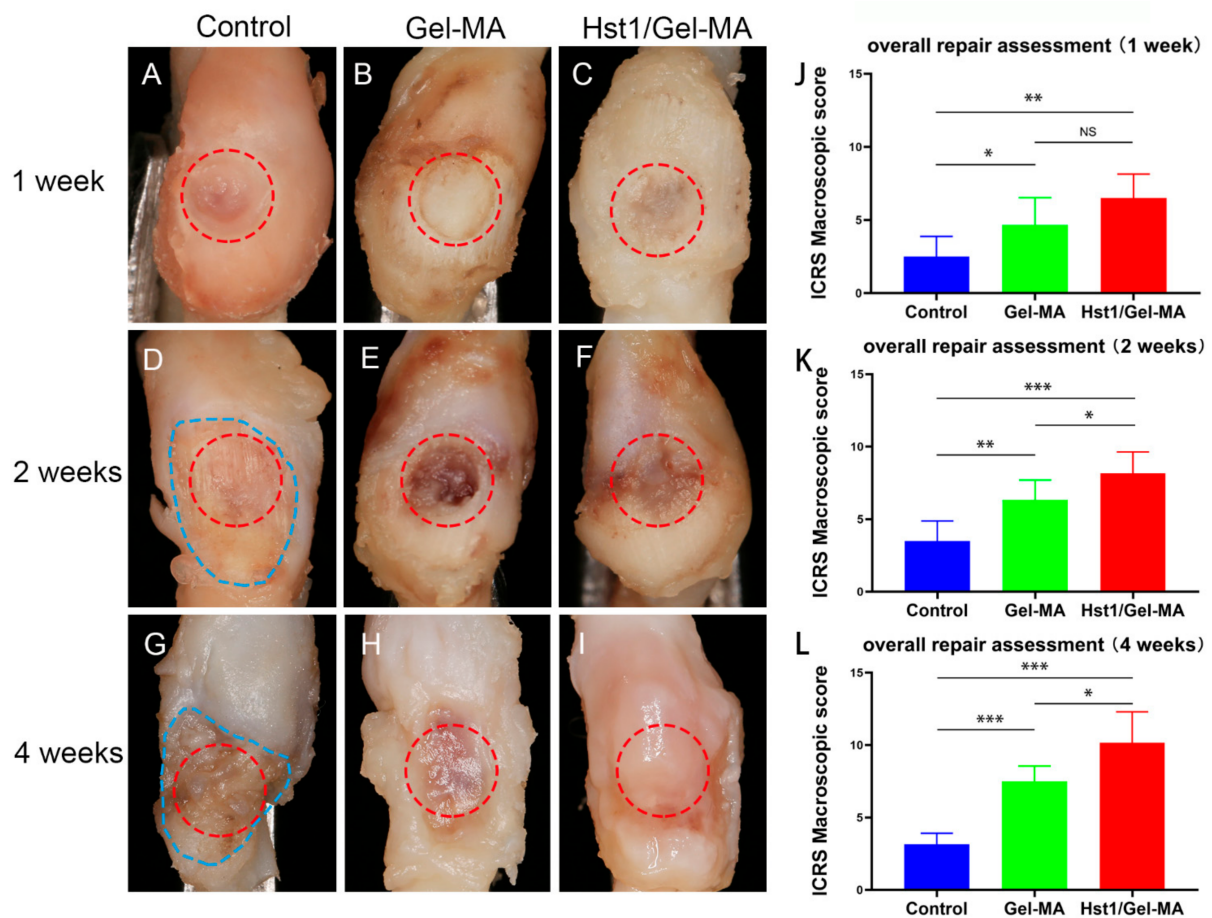 Control Gel-MA Hst1/Gel-MA
1 week
A B C
2 weeks
D E F
4 weeks
G H I
J
overall repair assessment (1 week)
ICRS Macroscopic score
15
10
5
0
**
NS
*
Control Gel-MA Hst1/Gel-MA
K
overall repair assessment (2 weeks)
ICRS Macroscopic score
15
10
5
0
***
*
**
Control Gel-MA Hst1/Gel-MA
L
overall repair assessment (4 weeks)
ICRS Macroscopic score
15
10
5
0
***
*
***
Control Gel-MA Hst1/Gel-MA